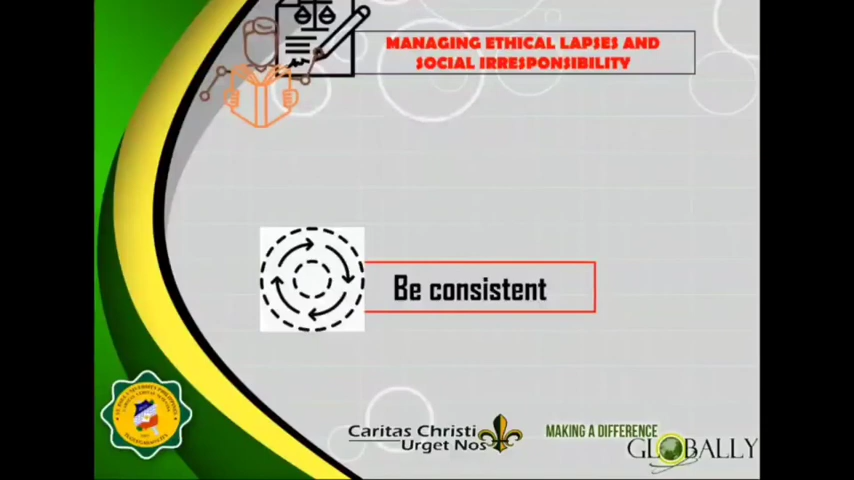 MANAGING ETHICAL LAPSES AND
SOCIAL IRRESPONSIBILITY
Be consistent
Caritas Christi
Urget Nos
MAKING A DIFFERENCE
GLOBALLY